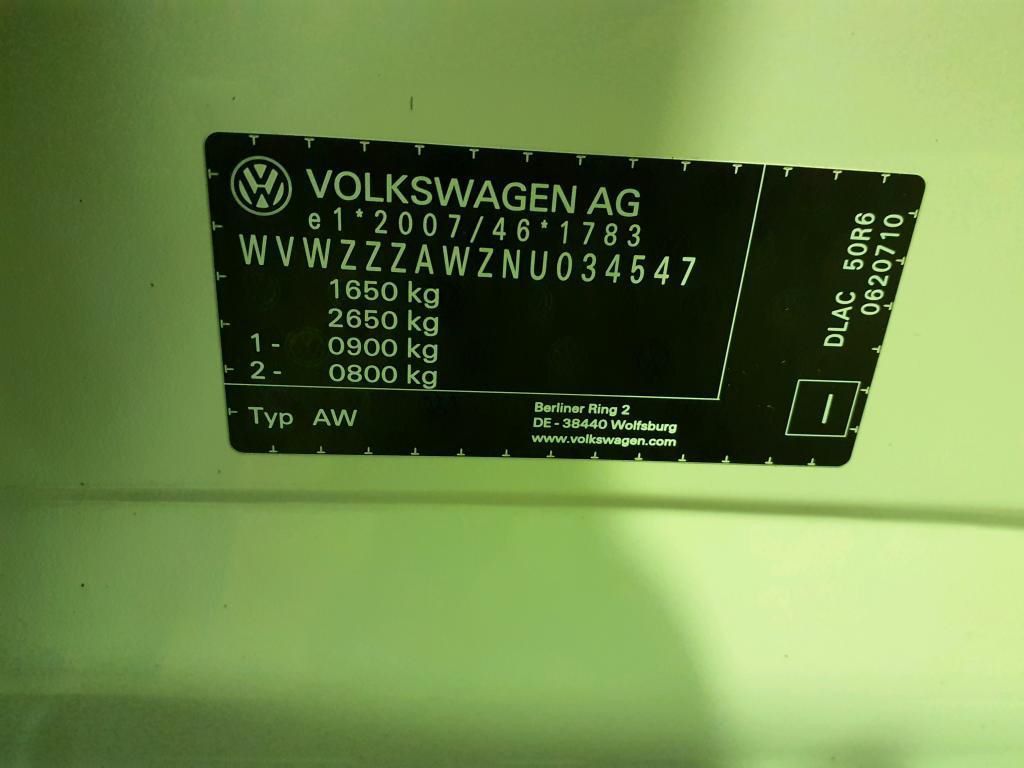 VOLKSWAGEN AG
e1*2007/46*1783
WVWZZZAWZNU034547
1650 kg
2650 kg
1- 0900 kg
2- 0800 kg
Typ AW
Berliner Ring 2
DE - 38440 Wolfsburg
www.volkswagen.com
DLAC 50R6
0620710
I